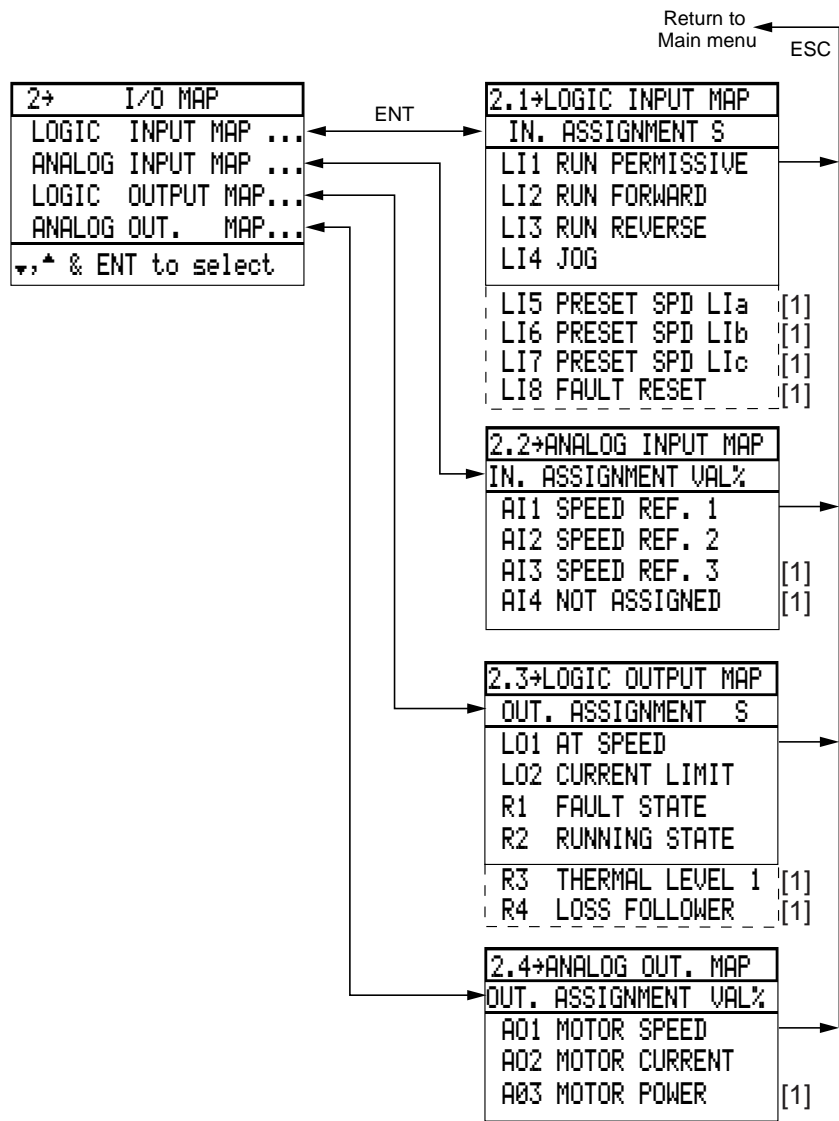 Return to
Main menu
ESC
2→ I/O MAP
LOGIC INPUT MAP ...
ANALOG INPUT MAP ...
LOGIC OUTPUT MAP...
ANALOG OUT. MAP...
▼,▲ & ENT to select
ENT
2.1→LOGIC INPUT MAP
IN. ASSIGNMENT S
LI1 RUN PERMISSIVE
LI2 RUN FORWARD
LI3 RUN REVERSE
LI4 JOG
LI5 PRESET SPD LIa [1]
LI6 PRESET SPD LIb [1]
LI7 PRESET SPD LIc [1]
LI8 FAULT RESET [1]
2.2→ANALOG INPUT MAP
IN. ASSIGNMENT VAL%
AI1 SPEED REF. 1
AI2 SPEED REF. 2
AI3 SPEED REF. 3 [1]
AI4 NOT ASSIGNED [1]
2.3→LOGIC OUTPUT MAP
OUT. ASSIGNMENT S
LO1 AT SPEED
LO2 CURRENT LIMIT
R1 FAULT STATE
R2 RUNNING STATE
R3 THERMAL LEVEL 1 [1]
R4 LOSS FOLLOWER [1]
2.4→ANALOG OUT. MAP
OUT. ASSIGNMENT VAL%
AO1 MOTOR SPEED
AO2 MOTOR CURRENT
A03 MOTOR POWER [1]